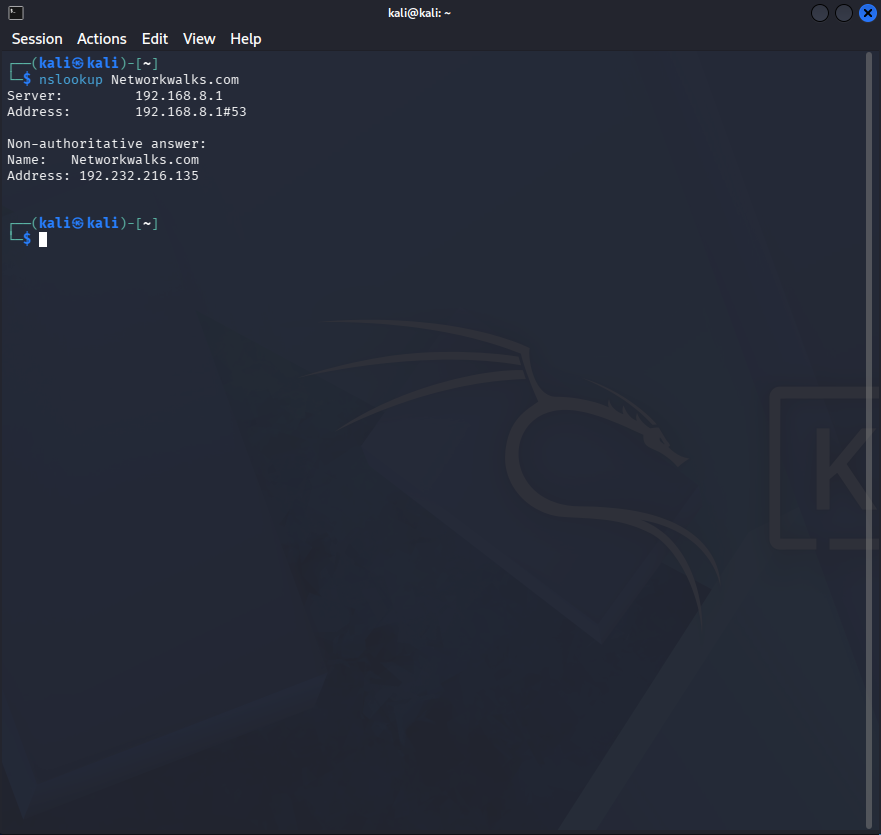 kali@kali: ~
Session Actions Edit View Help
┌──(kali㉿kali)-[~]
└─$ nslookup Networkwalks.com
Server:         192.168.8.1
Address:        192.168.8.1#53
Non-authoritative answer:
Name:   Networkwalks.com
Address: 192.232.216.135
┌──(kali㉿kali)-[~]
└─$
K